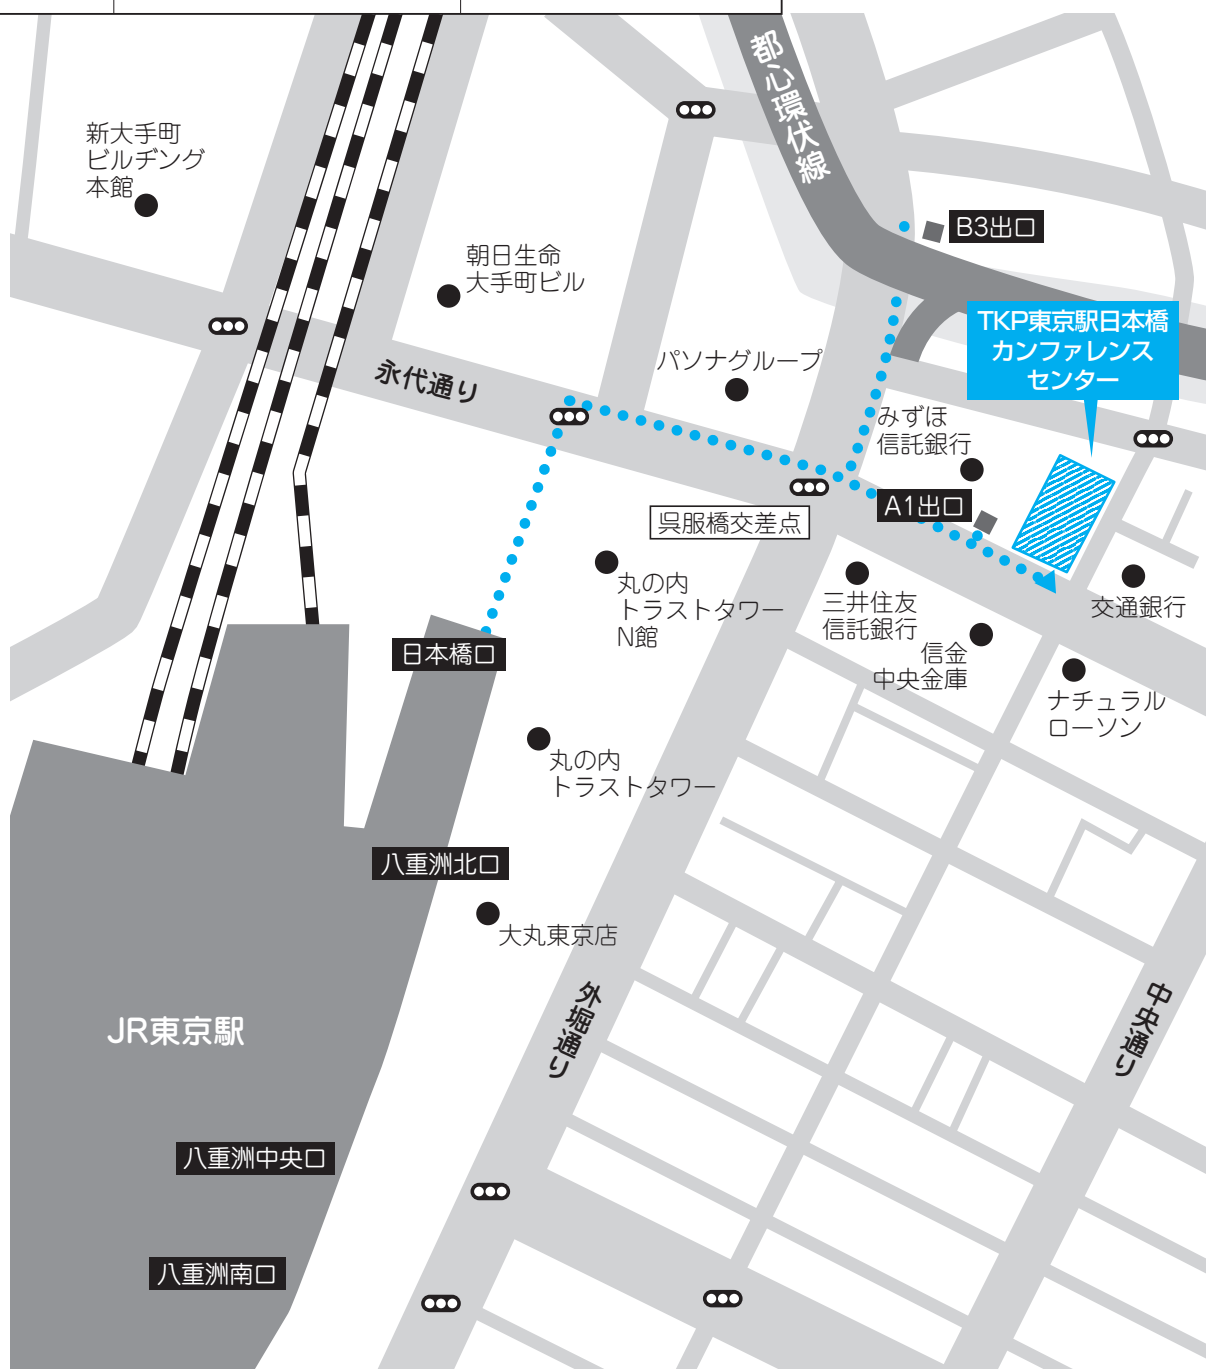 都心環伏線
新大手町
ビルヂング
本館
B3出口
朝日生命
大手町ビル
TKP東京駅日本橋
カンファレンス
センター
パソナグループ
永代通り
みずほ
信託銀行
A1出口
呉服橋交差点
丸の内
トラストタワー
N館
三井住友
信託銀行
交通銀行
日本橋口
信金
中央金庫
ナチュラル
ローソン
丸の内
トラストタワー
八重洲北口
大丸東京店
外堀通り
中央通り
JR東京駅
八重洲中央口
八重洲南口